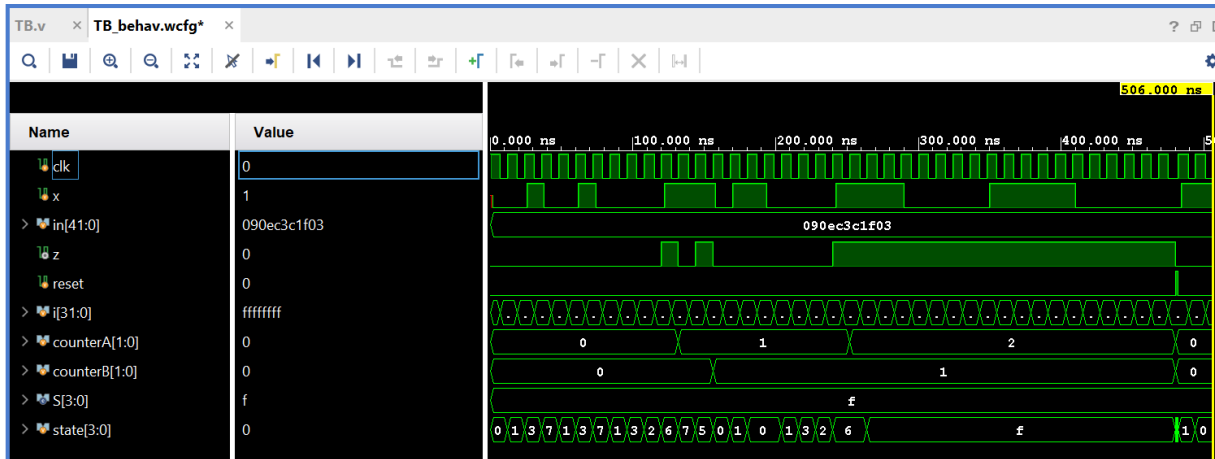 TB.v × TB_behav.wcfg* × ?
506.000 ns
Name Value
0.000 ns 100.000 ns 200.000 ns 300.000 ns 400.000 ns 5
clk 0
x 1
> in[41:0] 090ec3c1f03 090ec3c1f03
z 0
reset 0
> i[31:0] ffffffff
> counterA[1:0] 0 0 1 2 0
> counterB[1:0] 0 0 1 0
> S[3:0] f f
> state[3:0] 0 0 1 3 7 1 3 7 1 3 2 6 7 5 0 1 0 1 3 2 6 f 1 0